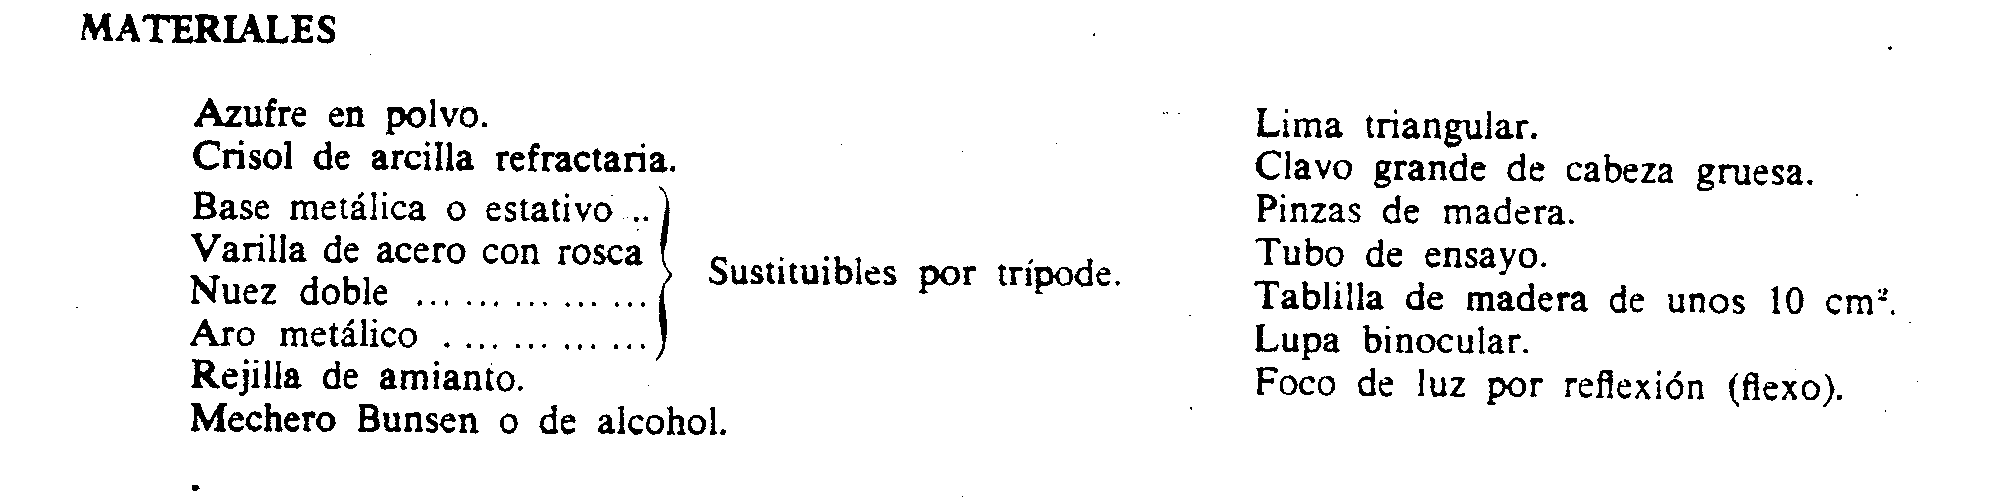 MATERIALES
Azufre en polvo.
Crisol de arcilla refractaria.
Base metálica o estativo ..
Varilla de acero con rosca
Nuez doble ... ... ... ... ...
Aro metálico . ... ... ... ...
Sustituibles por trípode.
Rejilla de amianto.
Mechero Bunsen o de alcohol.
Lima triangular.
Clavo grande de cabeza gruesa.
Pinzas de madera.
Tubo de ensayo.
Tablilla de madera de unos 10 cm².
Lupa binocular.
Foco de luz por reflexión (flexo).